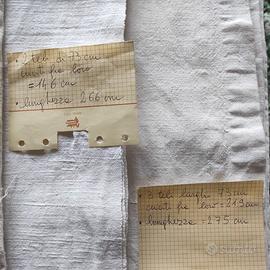 • 2 teli di 73 cm
cuciti fra loro
= 146 cm
• lunghezza 266 cm
• 3 teli larghi 73 cm
cuciti fra loro = 219 cm
• lunghezza - 275 cm